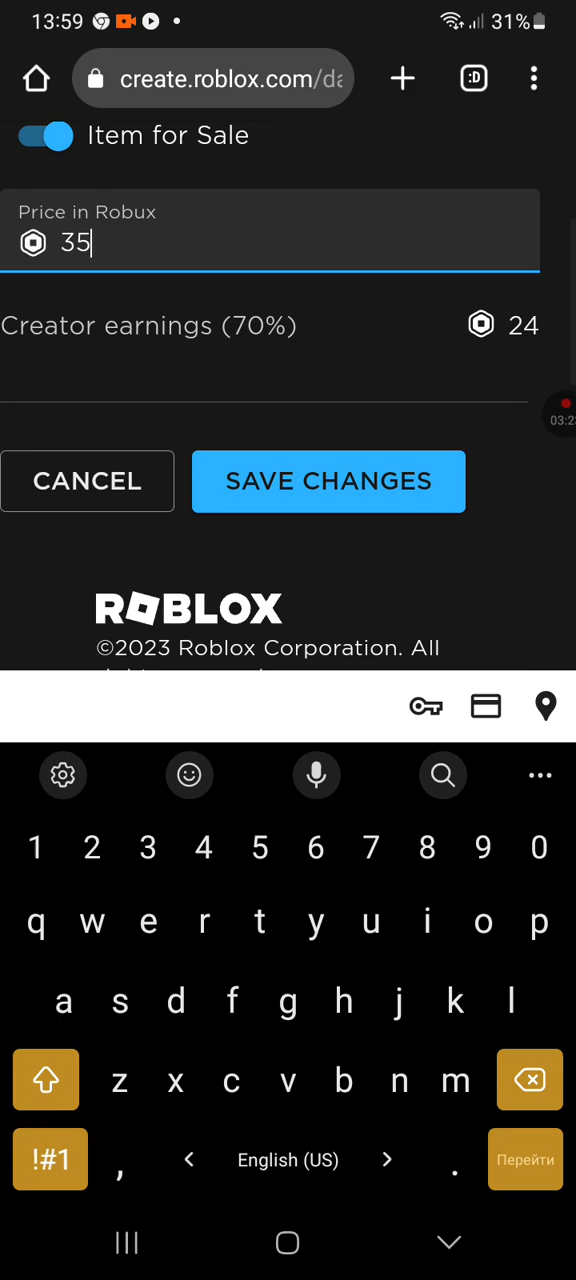 13:59 31%
create.roblox.com/da
:D
Item for Sale
Price in Robux
35
Creator earnings (70%) 24
03:23
CANCEL SAVE CHANGES
ROBLOX
©2023 Roblox Corporation. All
1 2 3 4 5 6 7 8 9 0
q w e r t y u i o p
a s d f g h j k l
z x c v b n m
!#1 , < English (US) > . Перейти